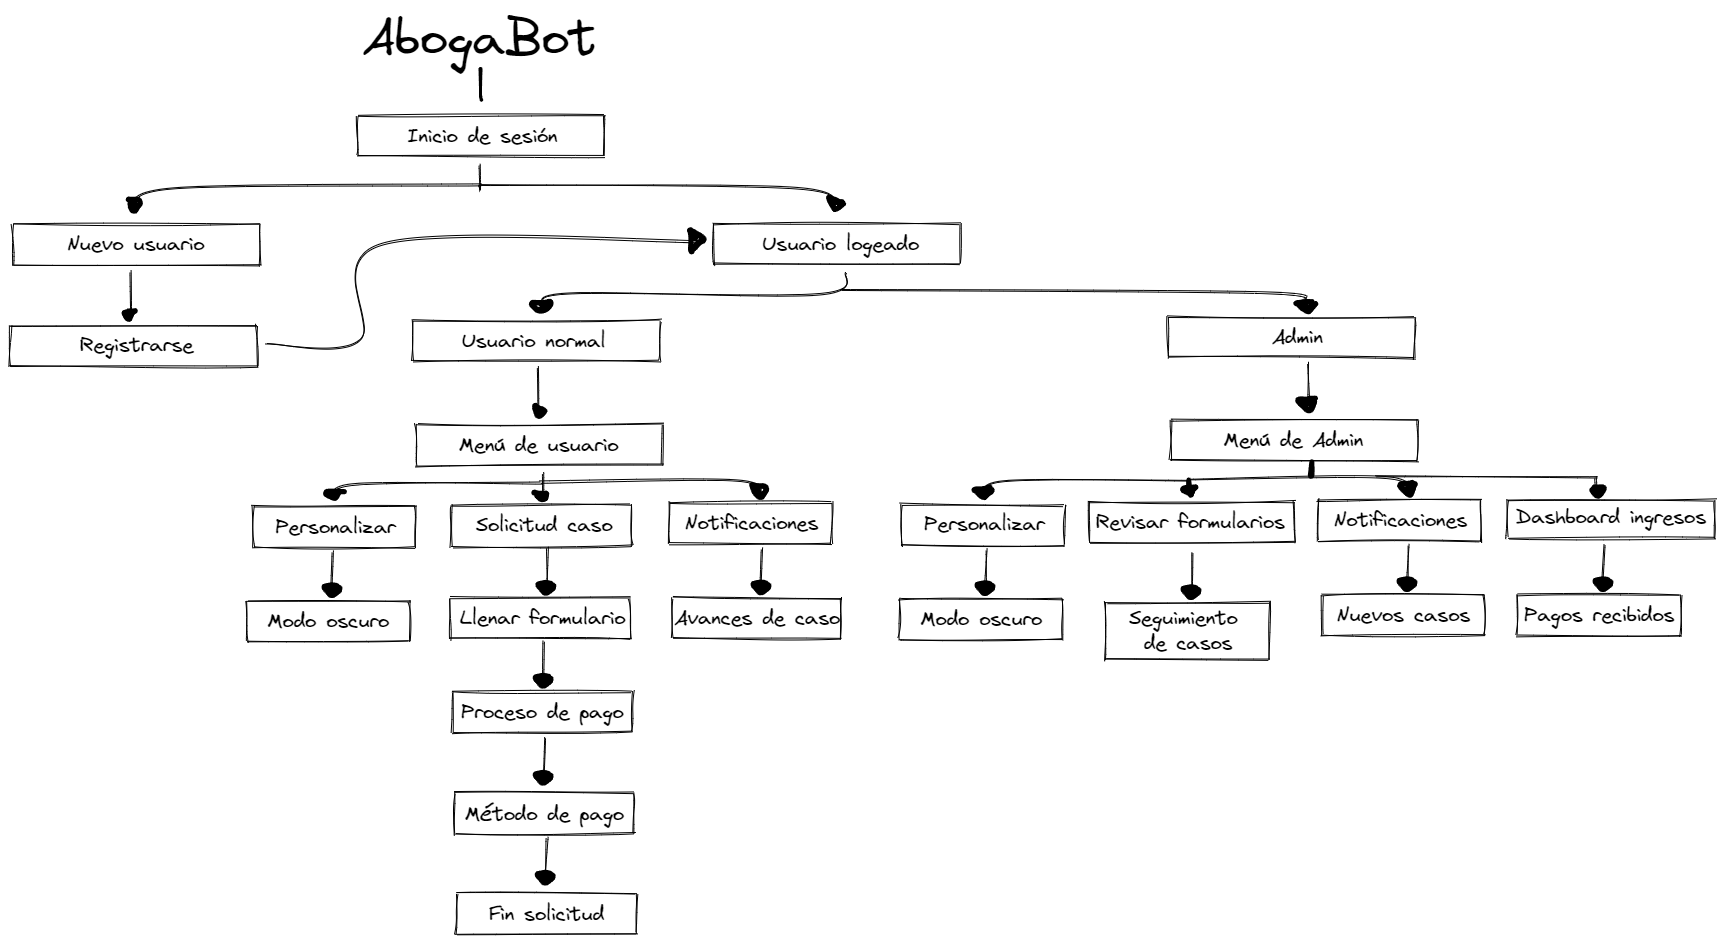 AbogaBot
Inicio de sesión
Nuevo usuario
Usuario logeado
Registrarse
Usuario normal
Admin
Menú de usuario
Menú de Admin
Personalizar
Solicitud caso
Notificaciones
Personalizar
Revisar formularios
Notificaciones
Dashboard ingresos
Modo oscuro
Llenar formulario
Avances de caso
Modo oscuro
Seguimiento
de casos
Nuevos casos
Pagos recibidos
Proceso de pago
Método de pago
Fin solicitud